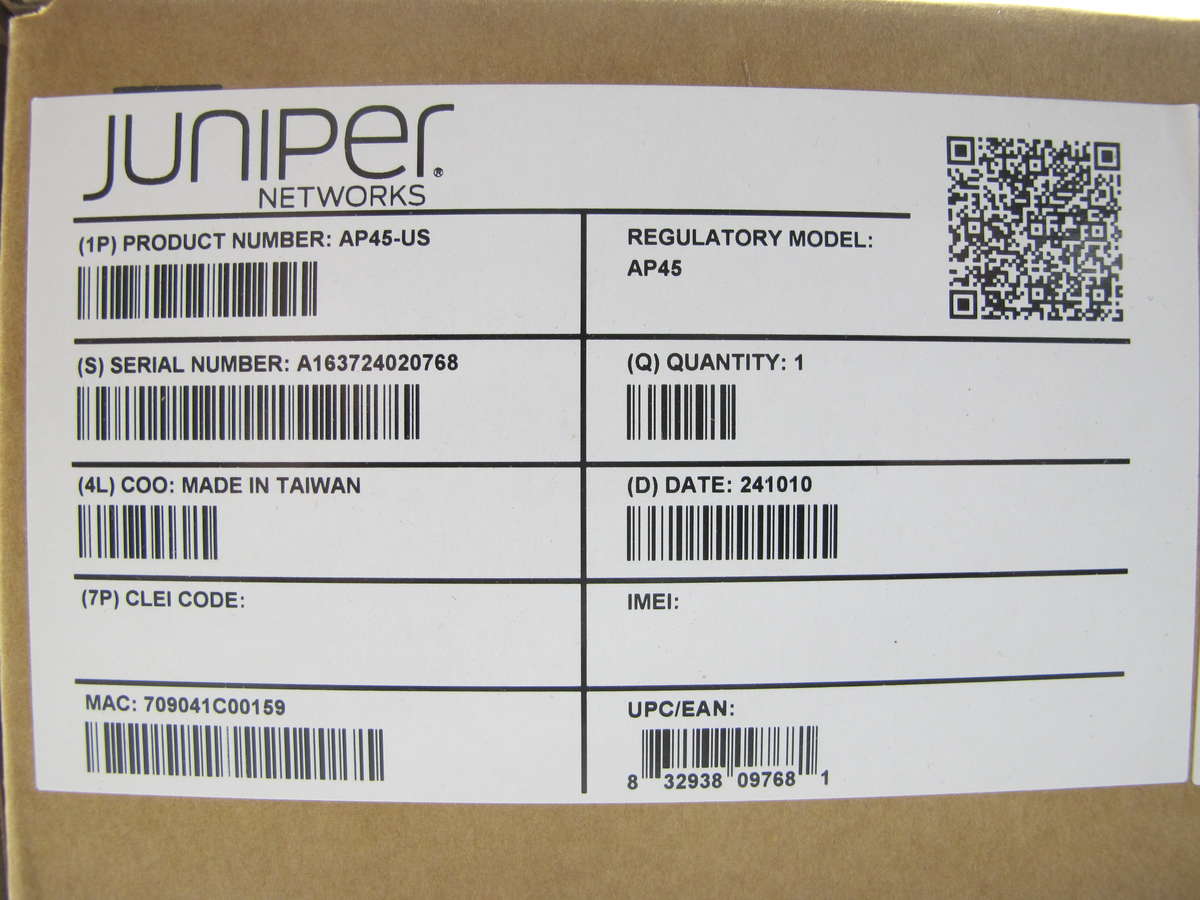 JUNIPER®
NETWORKS
(1P) PRODUCT NUMBER: AP45-US
REGULATORY MODEL:
AP45
(S) SERIAL NUMBER: A163724020768
(Q) QUANTITY: 1
(4L) COO: MADE IN TAIWAN
(D) DATE: 241010
(7P) CLEI CODE:
IMEI:
MAC: 709041C00159
UPC/EAN:
8 32938 09768 1